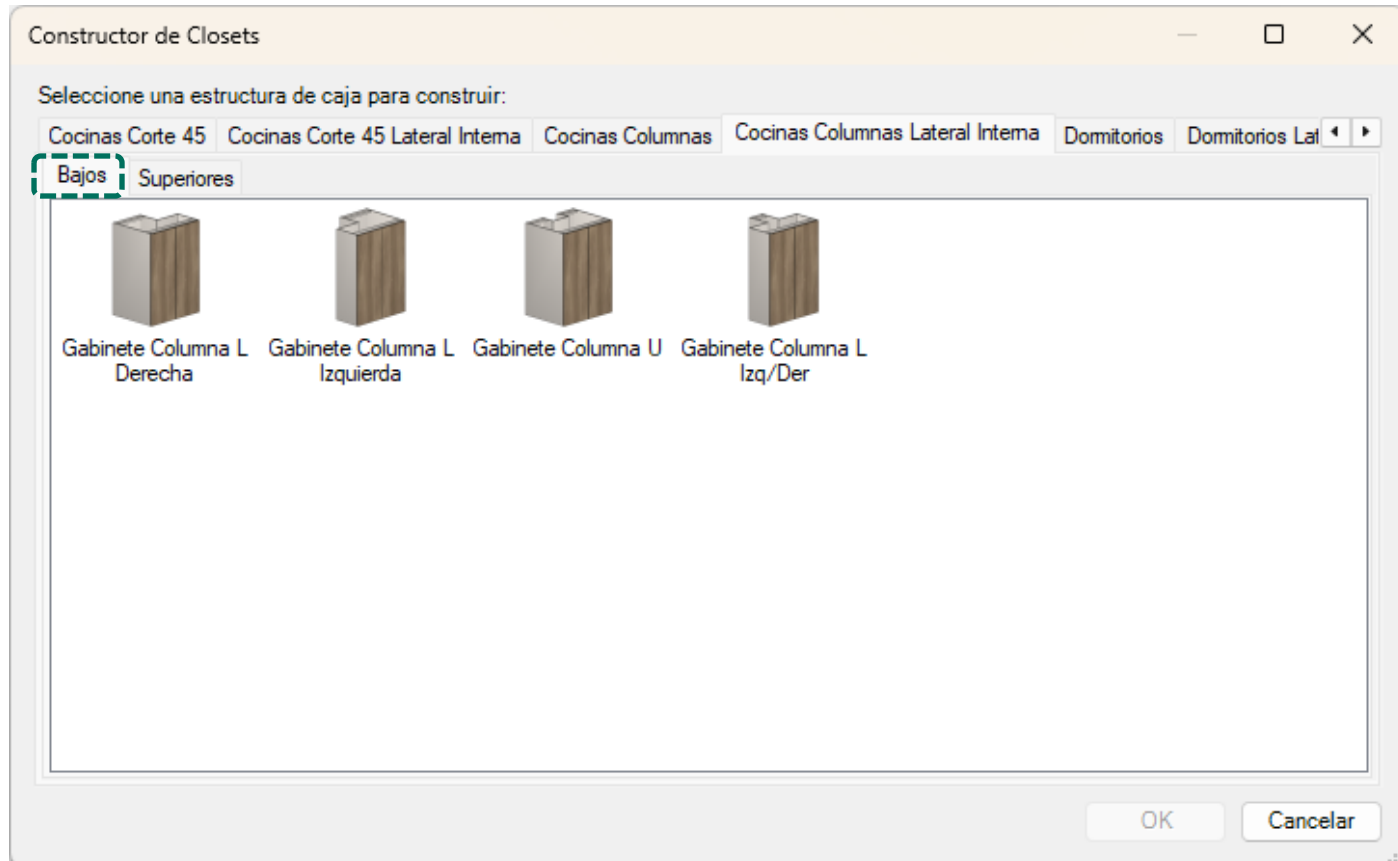 Constructor de Closets
Seleccione una estructura de caja para construir:
Cocinas Corte 45 Cocinas Corte 45 Lateral Interna Cocinas Columnas Cocinas Columnas Lateral Interna Dormitorios Dormitorios Lat
Bajos Superiores
Gabinete Columna L Derecha
Gabinete Columna L Izquierda
Gabinete Columna U
Gabinete Columna L Izq/Der
OK Cancelar